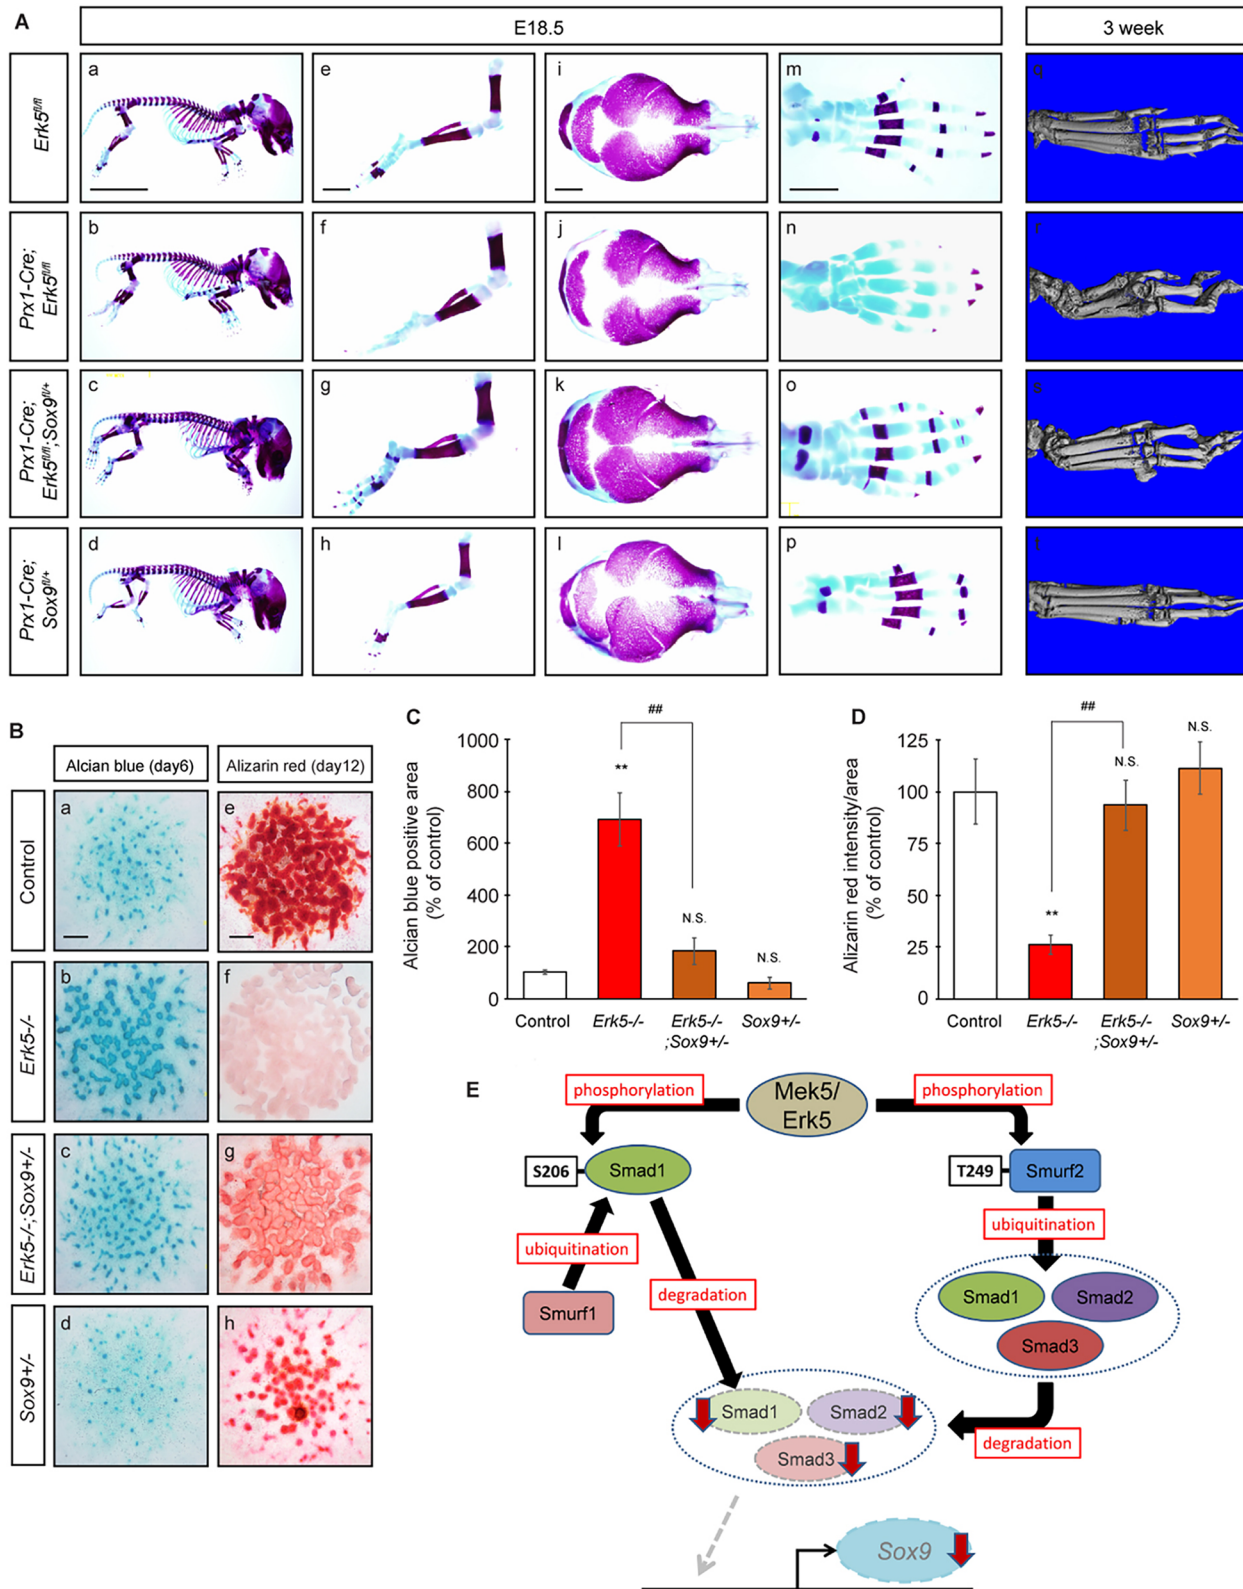 A
E18.5
3 week
Erk5fl/fl
a
e
i
m
q
Prx1-Cre;
Erk5fl/fl
b
f
j
n
r
Prx1-Cre;
Erk5fl/fl;Sox9fl/+
c
g
k
o
s
Prx1-Cre;
Sox9fl/+
d
h
l
p
t
B
Alcian blue (day6)
Alizarin red (day12)
Control
a
e
Erk5-/-
b
f
Erk5-/-;Sox9+/-
c
g
Sox9+/-
d
h
C
Alcian blue positive area
(% of control)
1000
800
600
400
200
0
##
**
N.S.
N.S.
Control
Erk5-/-
Erk5-/-
;Sox9+/-
Sox9+/-
D
Alizarin red intensity/area
(% of control)
125
100
75
50
25
0
##
**
N.S.
N.S.
Control
Erk5-/-
Erk5-/-
;Sox9+/-
Sox9+/-
E
phosphorylation
Mek5/
Erk5
phosphorylation
S206
Smad1
T249
Smurf2
ubiquitination
ubiquitination
Smurf1
degradation
Smad1
Smad2
Smad3
Smad1
Smad2
Smad3
degradation
Sox9